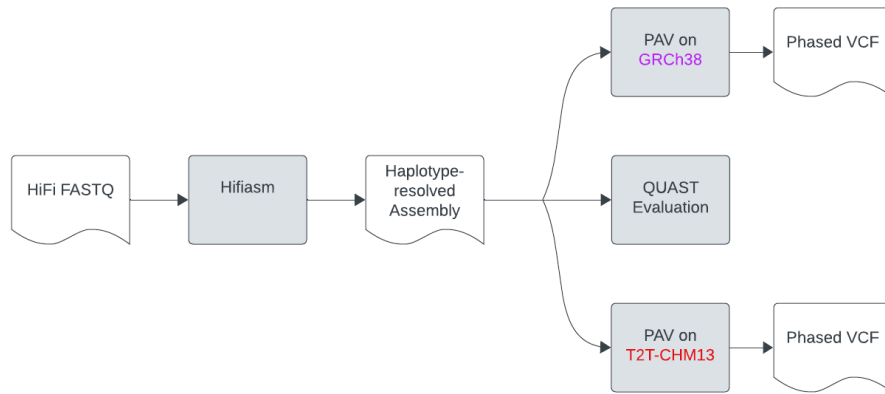 HiFi FASTQ
Hifiasm
Haplotype-
resolved
Assembly
PAV on
GRCh38
Phased VCF
QUAST
Evaluation
PAV on
T2T-CHM13
Phased VCF